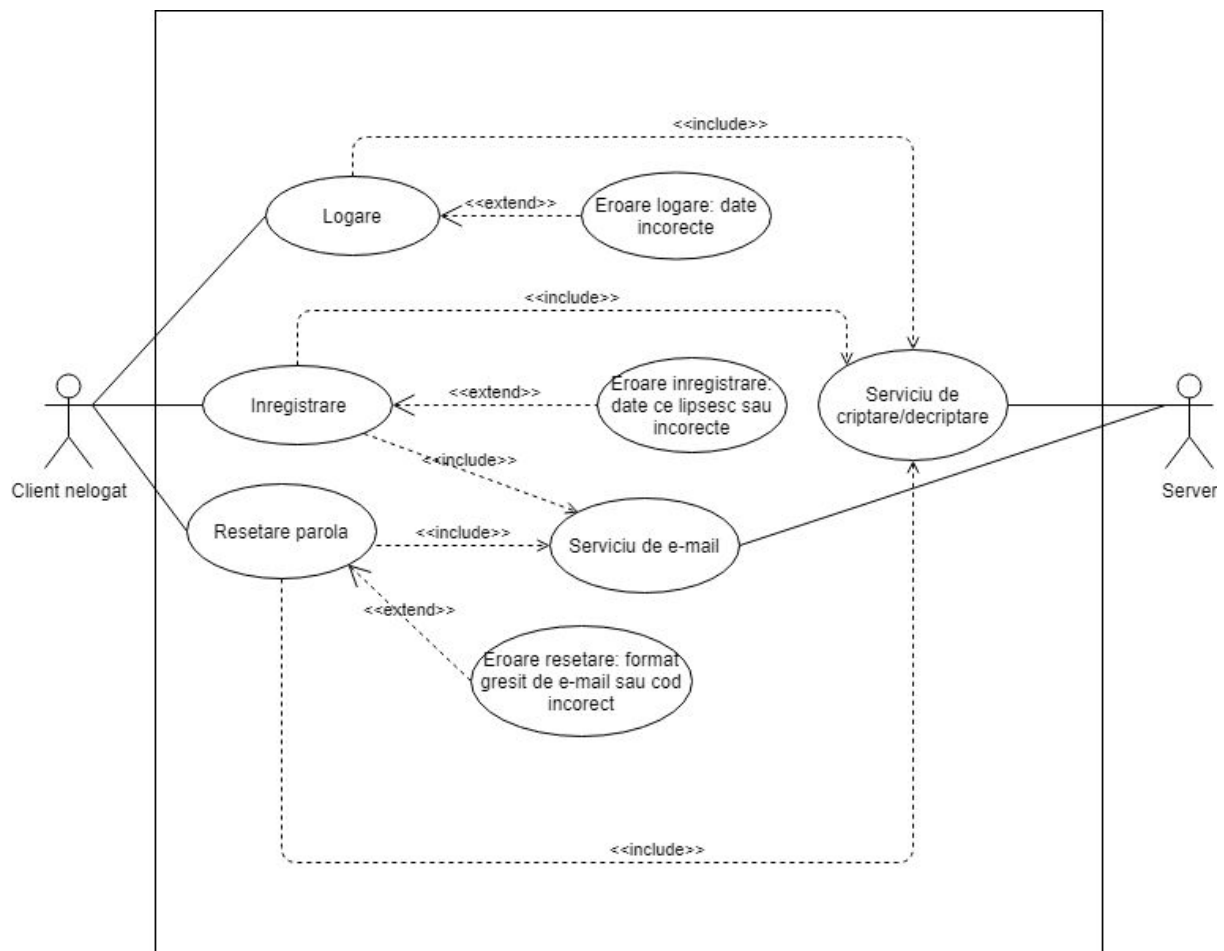 <<include>>
Logare
<<extend>>
Eroare logare: date
incorecte
<<include>>
Inregistrare
<<extend>>
Eroare inregistrare:
date ce lipsesc sau
incorecte
Serviciu de
criptare/decriptare
<<include>>
Client nelogat
Server
Resetare parola
<<include>>
Serviciu de e-mail
<<extend>>
Eroare resetare: format
gresit de e-mail sau cod
incorect
<<include>>